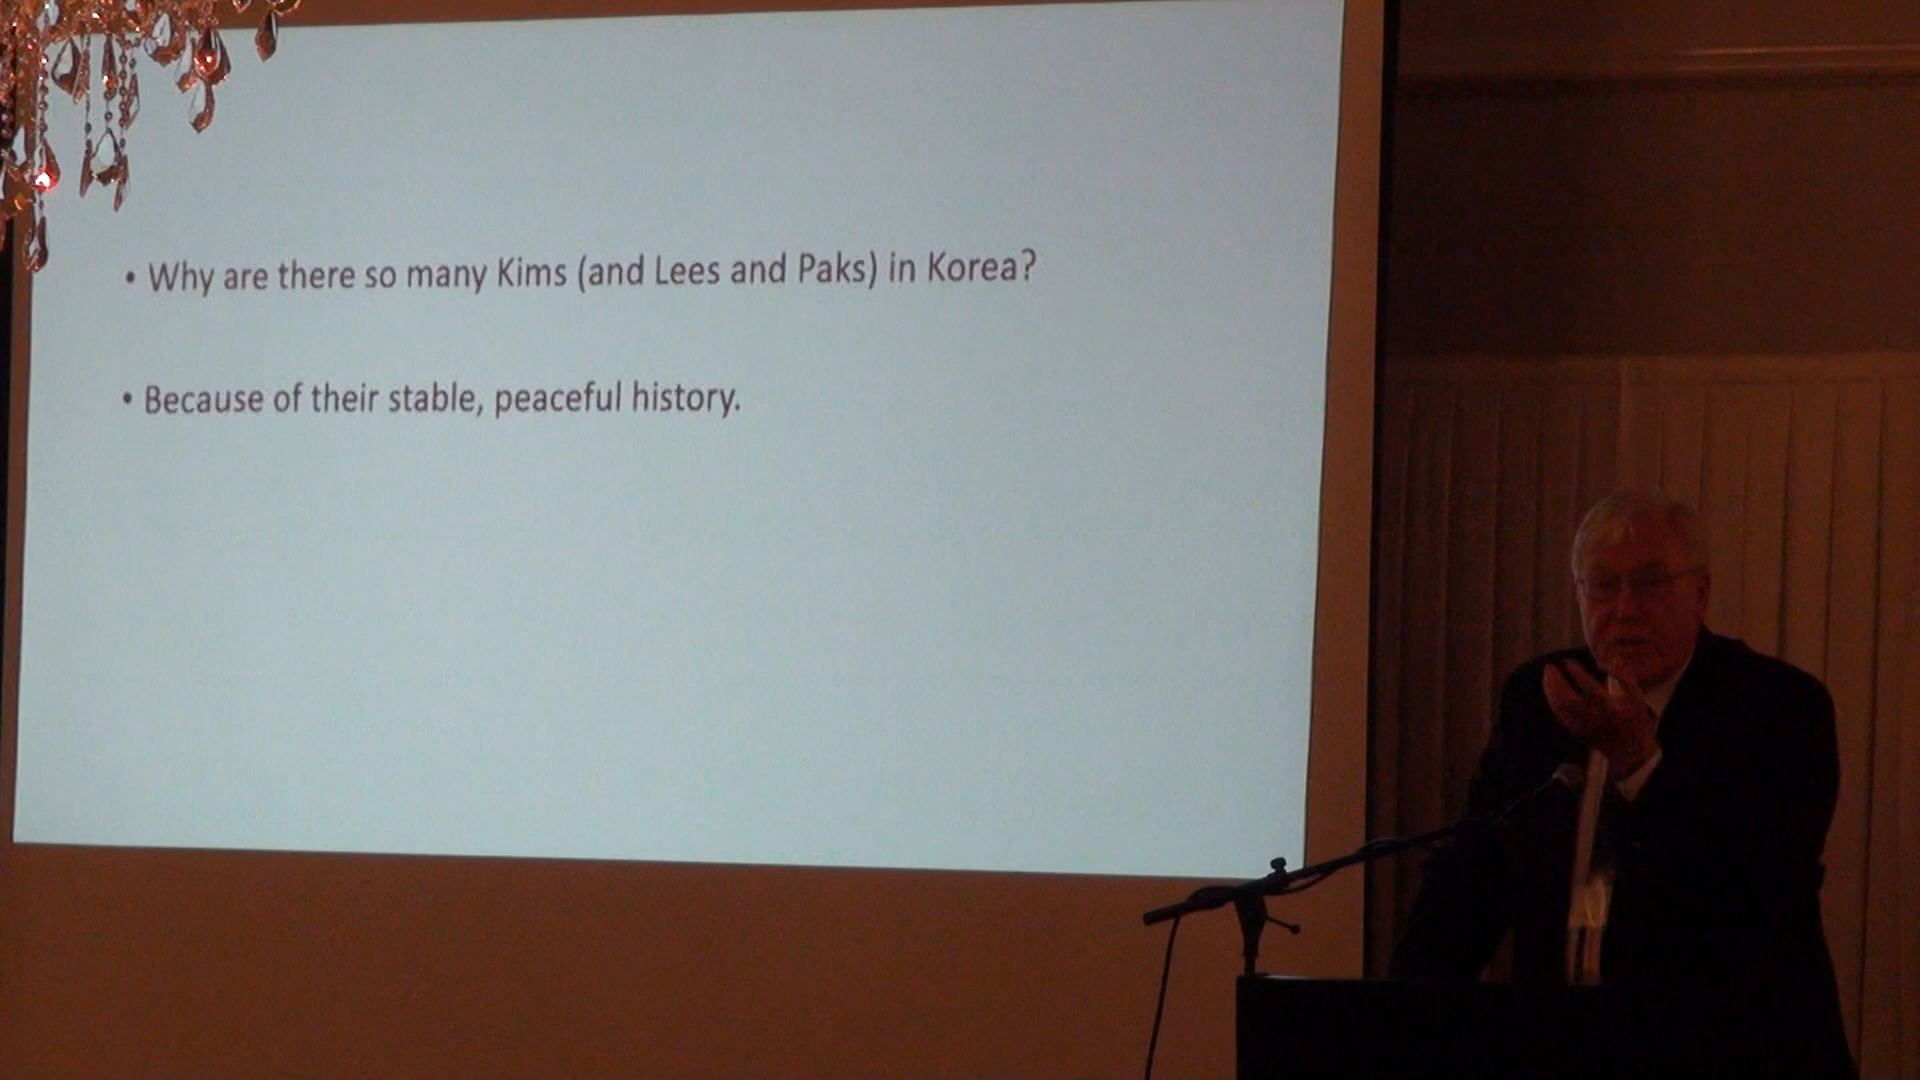 • Why are there so many Kims (and Lees and Paks) in Korea?
• Because of their stable, peaceful history.